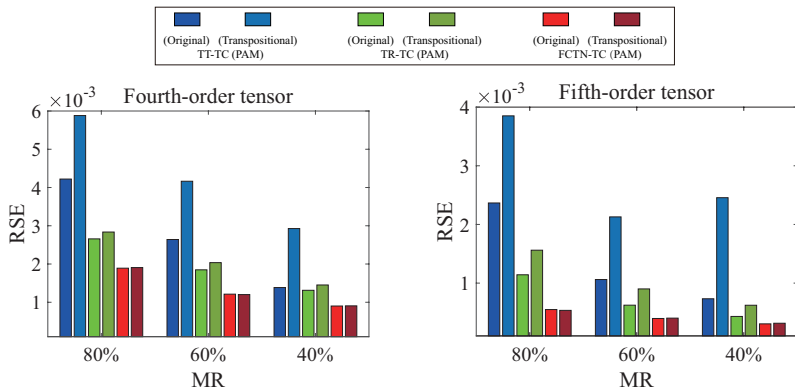 (Original) (Transpositional) (Original) (Transpositional) (Original) (Transpositional)
TT-TC (PAM) TR-TC (PAM) FCTN-TC (PAM)
×10⁻³ Fourth-order tensor
6
5
4
3
2
1
RSE
80% 60% 40%
MR
×10⁻³ Fifth-order tensor
4
3
2
1
RSE
80% 60% 40%
MR